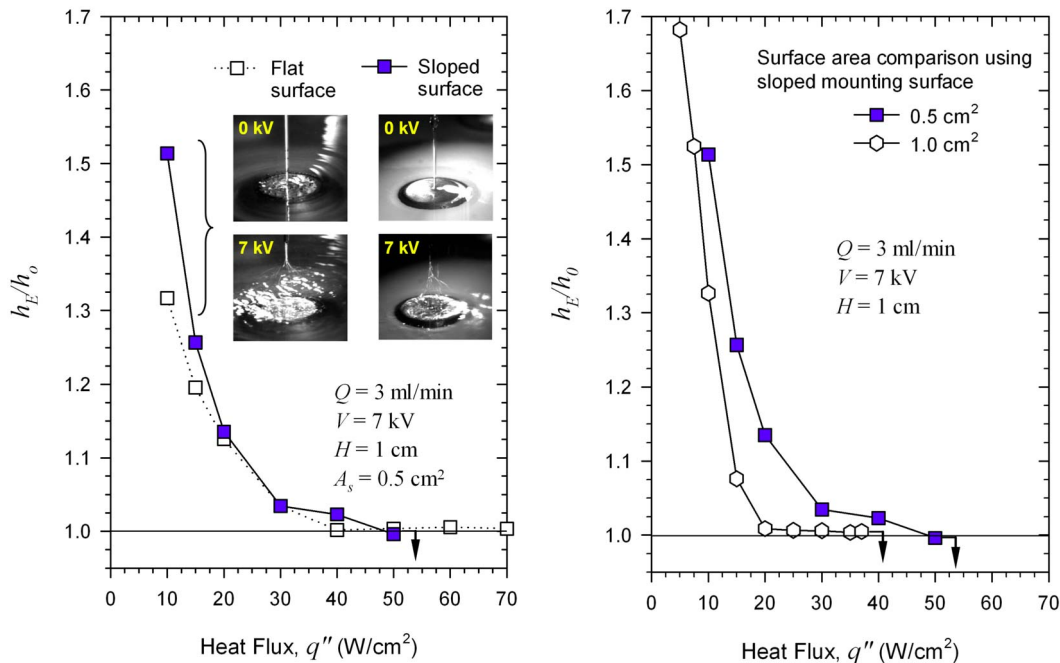 1.7
1.6
1.5
1.4
1.3
1.2
1.1
1.0
h_E/h_o
Flat
surface
Sloped
surface
0 kV
0 kV
7 kV
7 kV
Q = 3 ml/min
V = 7 kV
H = 1 cm
A_s = 0.5 cm²
0 10 20 30 40 50 60 70
Heat Flux, q″ (W/cm²)
1.7
1.6
1.5
1.4
1.3
1.2
1.1
1.0
h_E/h_0
Surface area comparison using
sloped mounting surface
0.5 cm²
1.0 cm²
Q = 3 ml/min
V = 7 kV
H = 1 cm
0 10 20 30 40 50 60 70
Heat Flux, q″ (W/cm²)